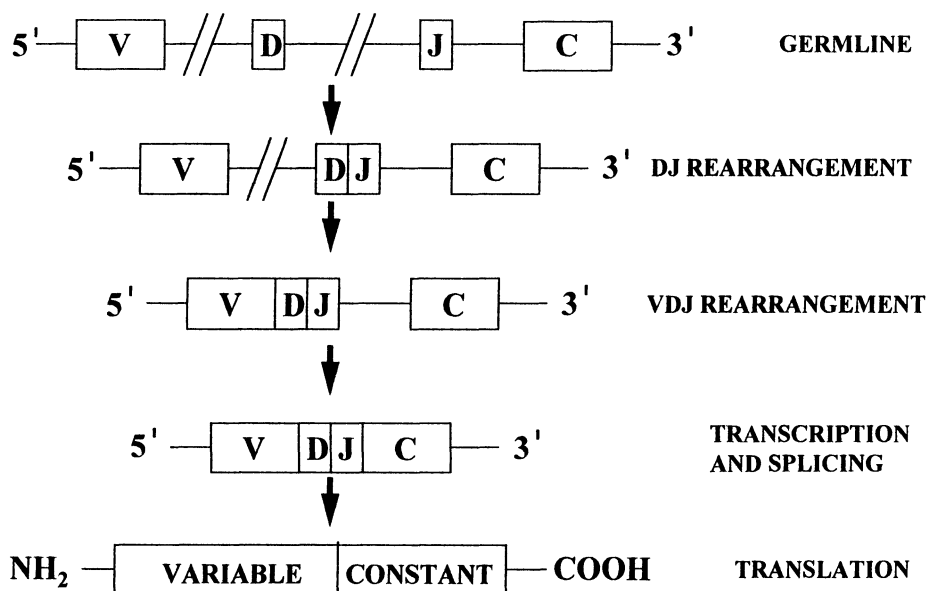 5' V D J C 3' GERMLINE
5' V D J C 3' DJ REARRANGEMENT
5' V D J C 3' VDJ REARRANGEMENT
5' V D J C 3' TRANSCRIPTION
AND SPLICING
NH2 VARIABLE CONSTANT COOH TRANSLATION